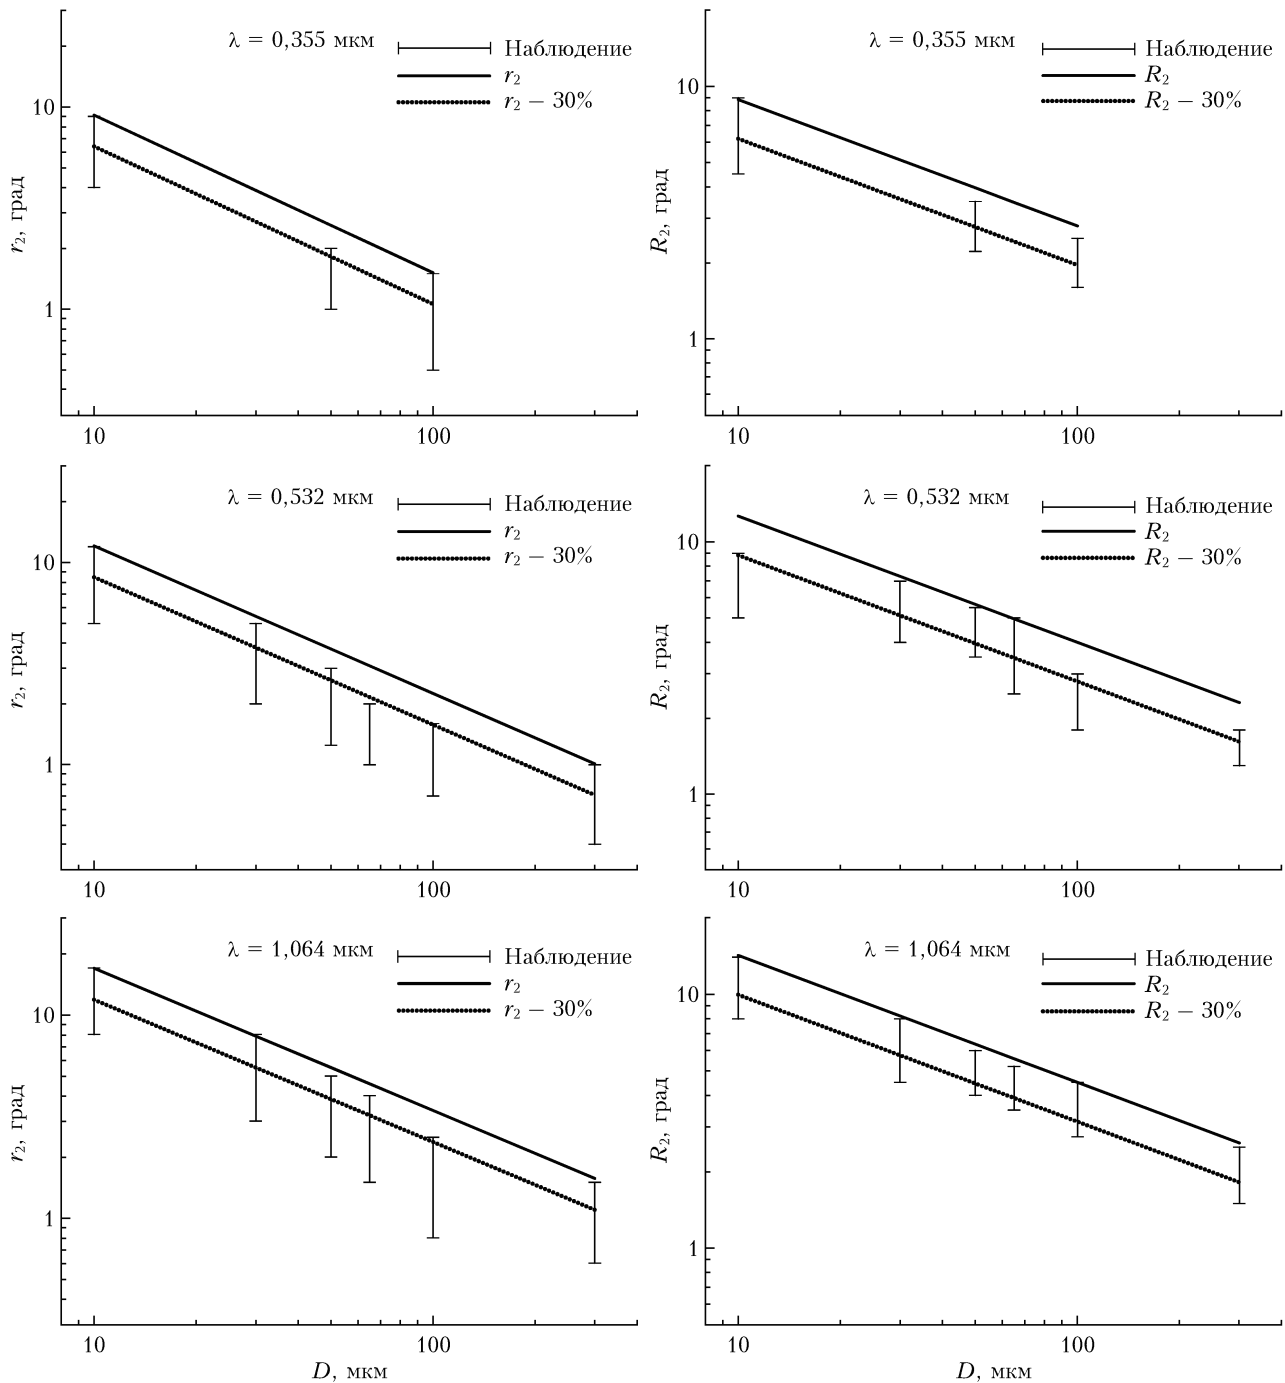 λ = 0,355 мкм
Наблюдение
r₂
r₂ – 30%
10
1
r₂, град
10
100
λ = 0,355 мкм
Наблюдение
R₂
R₂ – 30%
10
1
R₂, град
10
100
λ = 0,532 мкм
Наблюдение
r₂
r₂ – 30%
10
1
r₂, град
10
100
λ = 0,532 мкм
Наблюдение
R₂
R₂ – 30%
10
1
R₂, град
10
100
λ = 1,064 мкм
Наблюдение
r₂
r₂ – 30%
10
1
r₂, град
10
100
D, мкм
λ = 1,064 мкм
Наблюдение
R₂
R₂ – 30%
10
1
R₂, град
10
100
D, мкм